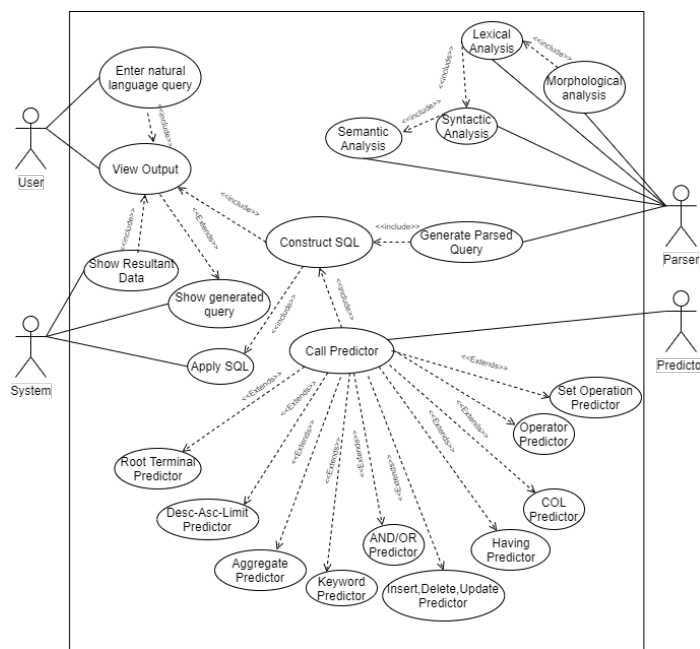 Enter natural
language query
<<include>>
View Output
User
<<include>>
Show Resultant
Data
<<Extends>>
Show generated
query
System
Apply SQL
<<include>>
<<include>>
Construct SQL
<<include>>
Generate Parsed
Query
Lexical
Analysis
<<include>>
Morphological
analysis
<<include>>
Syntactic
Analysis
<<include>>
Semantic
Analysis
Parser
<<include>>
Call Predictor
Predicto
<<Extends>>
Set Operation
Predictor
<<Extends>>
Operator
Predictor
<<Extends>>
COL
Predictor
<<Extends>>
Having
Predictor
<<Extends>>
Insert,Delete,Update
Predictor
<<Extends>>
AND/OR
Predictor
<<Extends>>
Keyword
Predictor
<<Extends>>
Aggregate
Predictor
<<Extends>>
Desc-Asc-Limit
Predictor
<<Extends>>
Root Terminal
Predictor